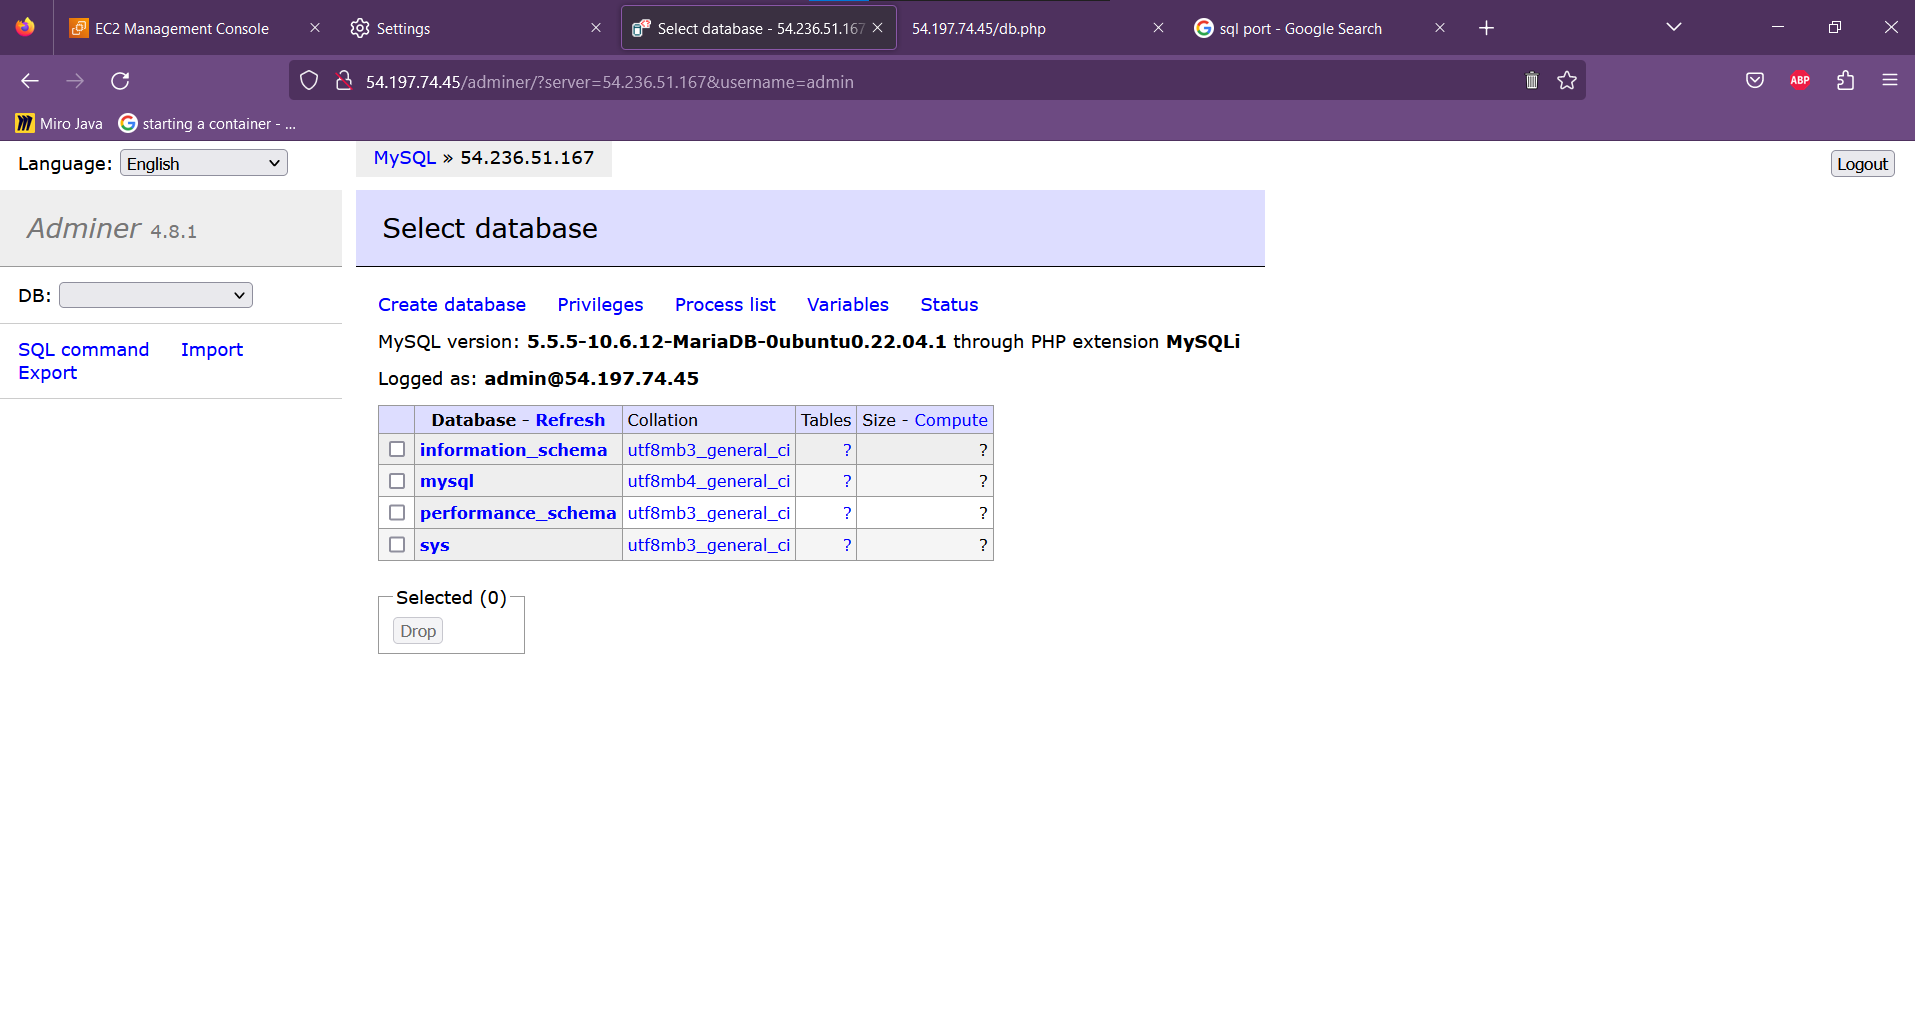 EC2 Management Console
Settings
Select database - 54.236.51.167
54.197.74.45/db.php
sql port - Google Search
54.197.74.45/adminer/?server=54.236.51.167&username=admin
ABP
Miro Java
starting a container - ...
Language: English
MySQL » 54.236.51.167
Logout
Adminer 4.8.1
Select database
DB:
SQL command Import
Export
Create database Privileges Process list Variables Status
MySQL version: 5.5.5-10.6.12-MariaDB-0ubuntu0.22.04.1 through PHP extension MySQLi
Logged as: admin@54.197.74.45
Database - Refresh Collation Tables Size - Compute
information_schema utf8mb3_general_ci ? ?
mysql utf8mb4_general_ci ? ?
performance_schema utf8mb3_general_ci ? ?
sys utf8mb3_general_ci ? ?
Selected (0)
Drop